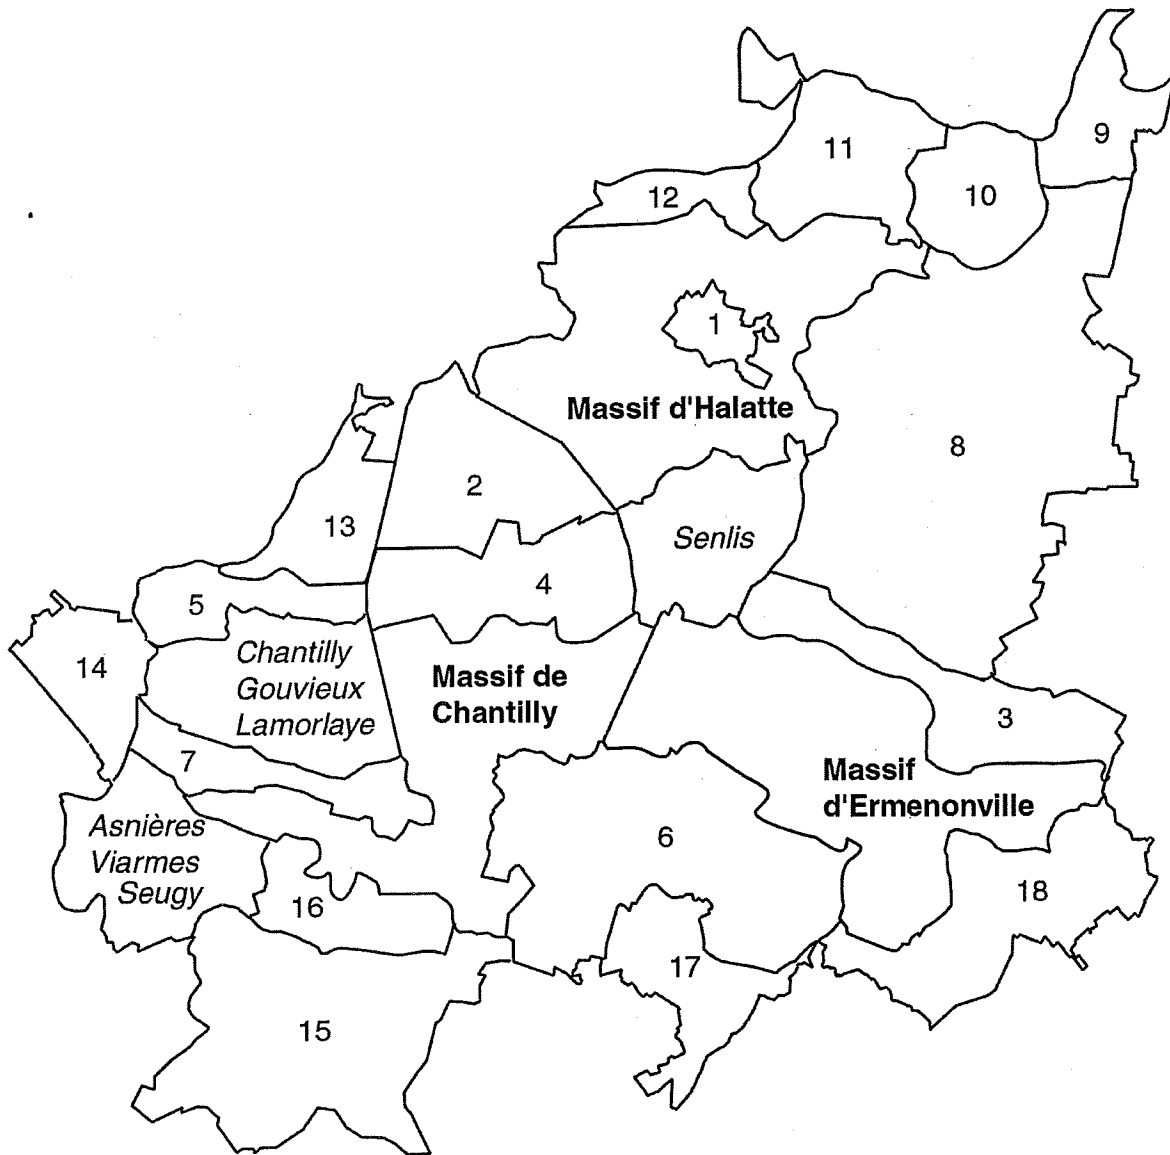 9
11
10
12
1
Massif d'Halatte
8
2
13
Senlis
4
5
Chantilly
Gouvieux
Lamorlaye
14
Massif de
Chantilly
3
7
Massif
d'Ermenonville
Asnières
Viarmes
Seugy
6
16
18
17
15